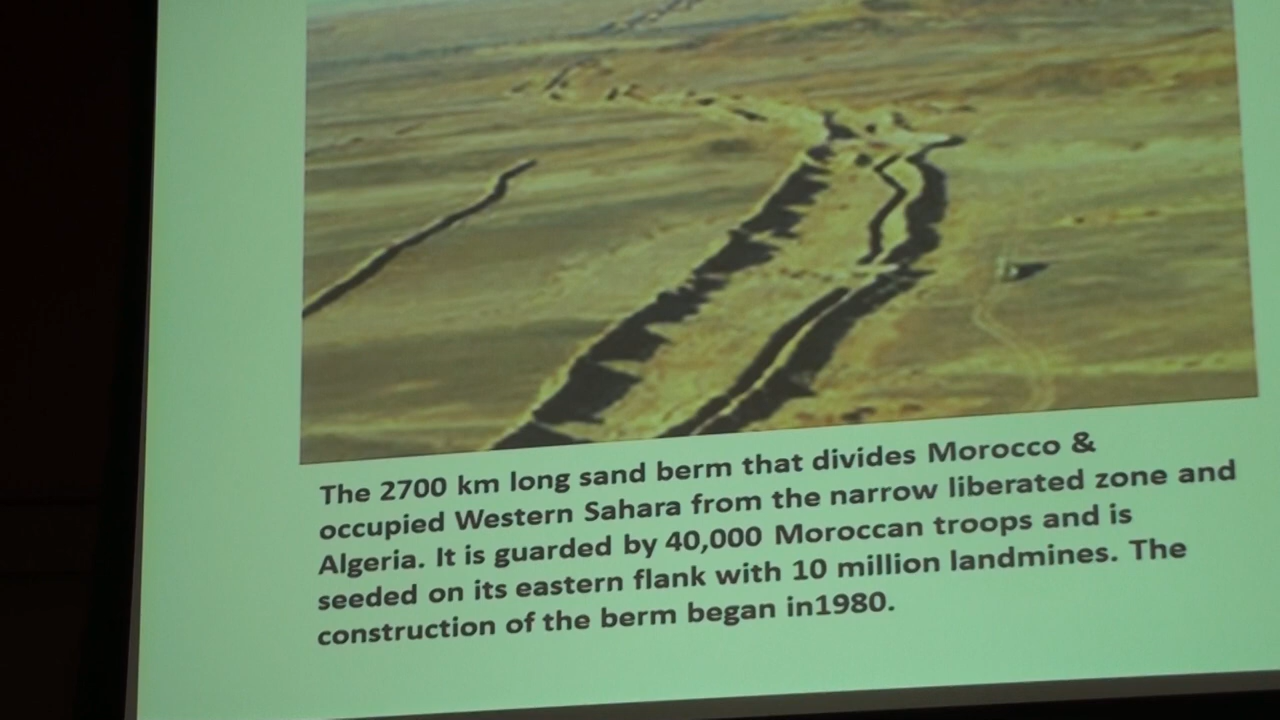 The 2700 km long sand berm that divides Morocco &
occupied Western Sahara from the narrow liberated zone and
Algeria. It is guarded by 40,000 Moroccan troops and is
seeded on its eastern flank with 10 million landmines. The
construction of the berm began in1980.